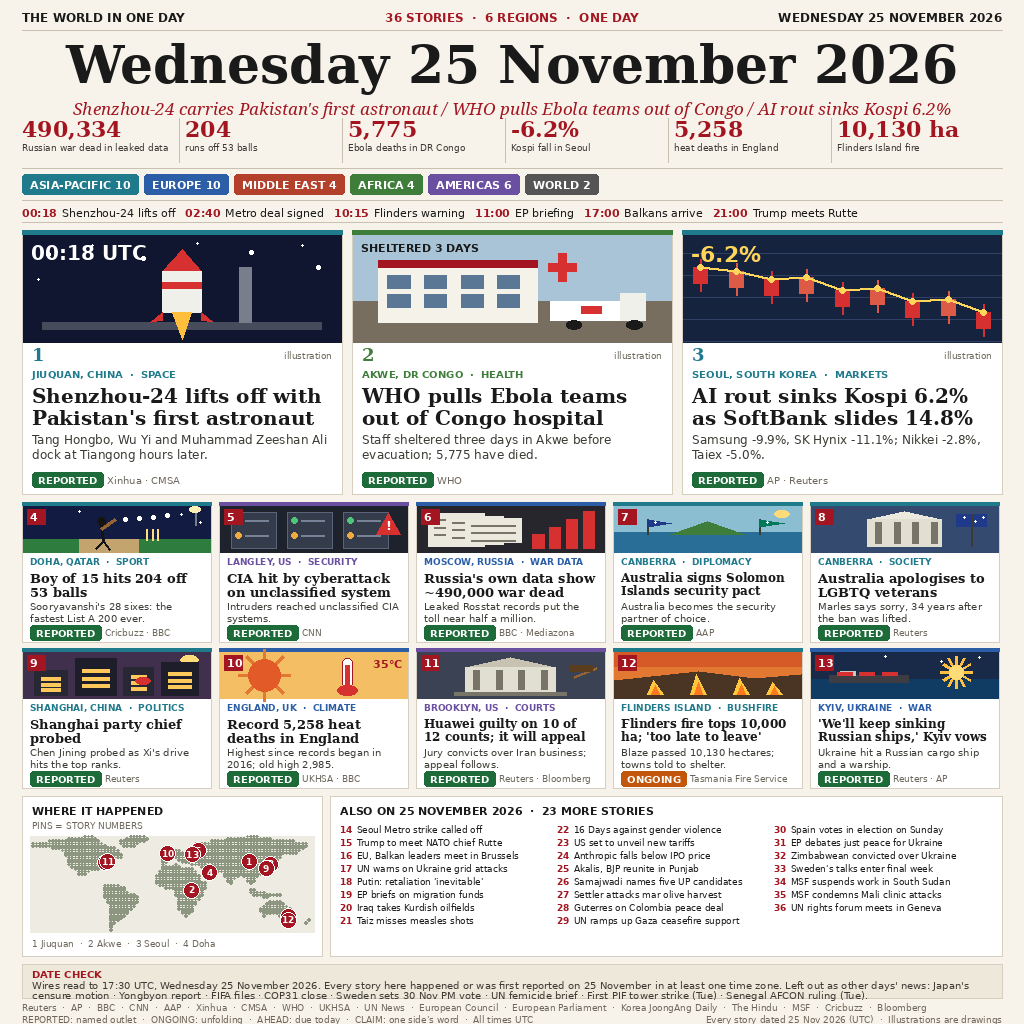 THE WORLD IN ONE DAY
36 STORIES · 6 REGIONS · ONE DAY
WEDNESDAY 25 NOVEMBER 2026
Wednesday 25 November 2026
Shenzhou-24 carries Pakistan's first astronaut / WHO pulls Ebola teams out of Congo / AI rout sinks Kospi 6.2%
490,334
Russian war dead in leaked data
204
runs off 53 balls
5,775
Ebola deaths in DR Congo
-6.2%
Kospi fall in Seoul
5,258
heat deaths in England
10,130 ha
Flinders Island fire
ASIA-PACIFIC 10
EUROPE 10
MIDDLE EAST 4
AFRICA 4
AMERICAS 6
WORLD 2
00:18 Shenzhou-24 lifts off 02:40 Metro deal signed 10:15 Flinders warning 11:00 EP briefing 17:00 Balkans arrive 21:00 Trump meets Rutte
00:18 UTC
1
illustration
JIUQUAN, CHINA · SPACE
Shenzhou-24 lifts off with
Pakistan's first astronaut
Tang Hongbo, Wu Yi and Muhammad Zeeshan Ali
dock at Tiangong hours later.
REPORTED Xinhua · CMSA
SHELTERED 3 DAYS
2
illustration
AKWE, DR CONGO · HEALTH
WHO pulls Ebola teams
out of Congo hospital
Staff sheltered three days in Akwe before
evacuation; 5,775 have died.
REPORTED WHO
-6.2%
3
illustration
SEOUL, SOUTH KOREA · MARKETS
AI rout sinks Kospi 6.2%
as SoftBank slides 14.8%
Samsung -9.9%, SK Hynix -11.1%; Nikkei -2.8%,
Taiex -5.0%.
REPORTED AP · Reuters
4
DOHA, QATAR · SPORT
Boy of 15 hits 204 off
53 balls
Sooryavanshi's 28 sixes: the
fastest List A 200 ever.
REPORTED Cricbuzz · BBC
5
!
LANGLEY, US · SECURITY
CIA hit by cyberattack
on unclassified system
Intruders reached unclassified CIA
systems.
REPORTED CNN
6
MOSCOW, RUSSIA · WAR DATA
Russia's own data show
~490,000 war dead
Leaked Rosstat records put the
toll near half a million.
REPORTED BBC · Mediazona
7
CANBERRA · DIPLOMACY
Australia signs Solomon
Islands security pact
Australia becomes the security
partner of choice.
REPORTED AAP
8
CANBERRA · SOCIETY
Australia apologises to
LGBTQ veterans
Marles says sorry, 34 years after
the ban was lifted.
REPORTED Reuters
9
SHANGHAI, CHINA · POLITICS
Shanghai party chief
probed
Chen Jining probed as Xi's drive
hits the top ranks.
REPORTED Reuters
10
35°C
ENGLAND, UK · CLIMATE
Record 5,258 heat
deaths in England
Highest since records began in
2016; old high 2,985.
REPORTED UKHSA · BBC
11
BROOKLYN, US · COURTS
Huawei guilty on 10 of
12 counts; it will appeal
Jury convicts over Iran business;
appeal follows.
REPORTED Reuters · Bloomberg
12
FLINDERS ISLAND · BUSHFIRE
Flinders fire tops 10,000
ha; 'too late to leave'
Blaze passed 10,130 hectares;
towns told to shelter.
ONGOING Tasmania Fire Service
13
KYIV, UKRAINE · WAR
'We'll keep sinking
Russian ships,' Kyiv vows
Ukraine hit a Russian cargo ship
and a warship.
REPORTED Reuters · AP
WHERE IT HAPPENED
PINS = STORY NUMBERS
11
10
13
1
9
4
2
12
1 Jiuquan · 2 Akwe · 3 Seoul · 4 Doha
ALSO ON 25 NOVEMBER 2026 · 23 MORE STORIES
14 Seoul Metro strike called off
15 Trump to meet NATO chief Rutte
16 EU, Balkan leaders meet in Brussels
17 UN warns on Ukraine grid attacks
18 Putin: retaliation 'inevitable'
19 EP briefs on migration funds
20 Iraq takes Kurdish oilfields
21 Taiz misses measles shots
22 16 Days against gender violence
23 US set to unveil new tariffs
24 Anthropic falls below IPO price
25 Akalis, BJP reunite in Punjab
26 Samajwadi names five UP candidates
27 Settler attacks mar olive harvest
28 Guterres on Colombia peace deal
29 UN ramps up Gaza ceasefire support
30 Spain votes in election on Sunday
31 EP debates just peace for Ukraine
32 Zimbabwean convicted over Ukraine
33 Sweden's talks enter final week
34 MSF suspends work in South Sudan
35 MSF condemns Mali clinic attacks
36 UN rights forum meets in Geneva
DATE CHECK
Wires read to 17:30 UTC, Wednesday 25 November 2026. Every story here happened or was first reported on 25 November in at least one time zone. Left out as other days' news: Japan's
censure motion · Yongbyon report · FIFA files · COP31 close · Sweden sets 30 Nov PM vote · UN femicide brief · First PIF tower strike (Tue) · Senegal AFCON ruling (Tue).
Reuters · AP · BBC · CNN · AAP · Xinhua · CMSA · WHO · UKHSA · UN News · European Council · European Parliament · Korea JoongAng Daily · The Hindu · MSF · Cricbuzz · Bloomberg
REPORTED: named outlet · ONGOING: unfolding · AHEAD: due today · CLAIM: one side's word · All times UTC
Every story dated 25 Nov 2026 (UTC) · Illustrations are drawings